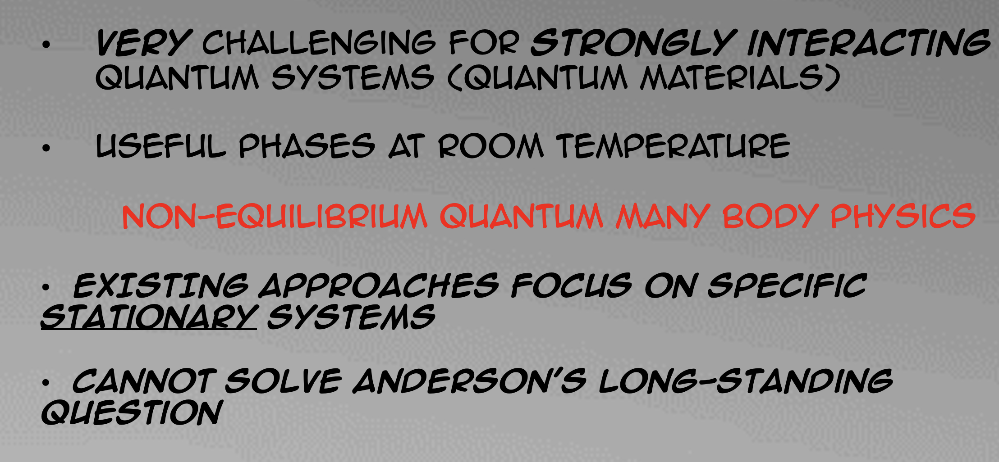 • VERY CHALLENGING FOR STRONGLY INTERACTING
QUANTUM SYSTEMS (QUANTUM MATERIALS)
• USEFUL PHASES AT ROOM TEMPERATURE
NON-EQUILIBRIUM QUANTUM MANY BODY PHYSICS
• EXISTING APPROACHES FOCUS ON SPECIFIC
STATIONARY SYSTEMS
• CANNOT SOLVE ANDERSON'S LONG-STANDING
QUESTION